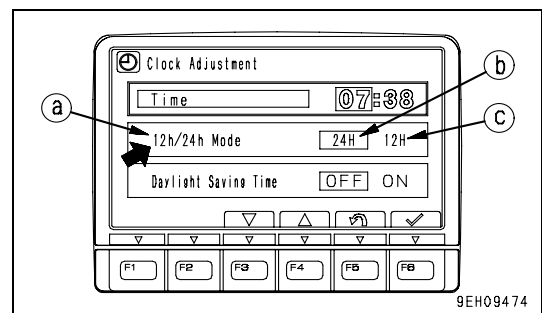 Clock Adjustment
Time 07:38
a b c
12h/24h Mode 24H 12H
Daylight Saving Time OFF ON
F1 F2 F3 F4 F5 F6
9EH09474